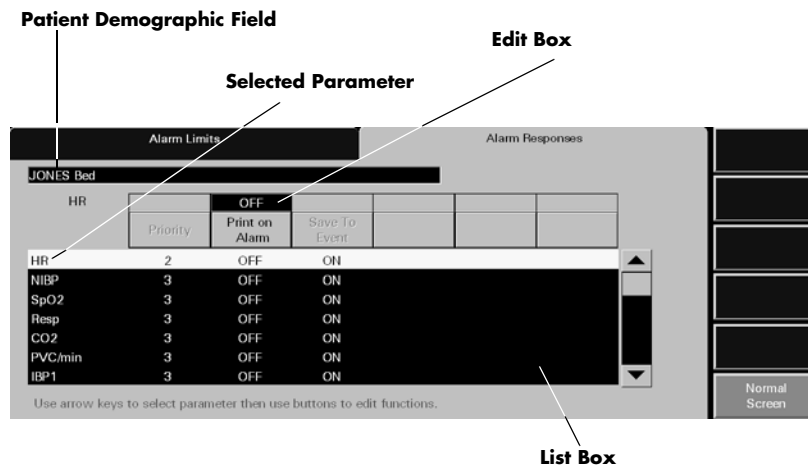 Patient Demographic Field
Edit Box
Selected Parameter
Alarm Limits
Alarm Responses
JONES Bed
HR OFF
Priority Print on Alarm Save To Event
HR 2 OFF ON
NIBP 3 OFF ON
SpO2 3 OFF ON
Resp 3 OFF ON
CO2 3 OFF ON
PVC/min 3 OFF ON
IBP1 3 OFF ON
Use arrow keys to select parameter then use buttons to edit functions.
Normal
Screen
List Box